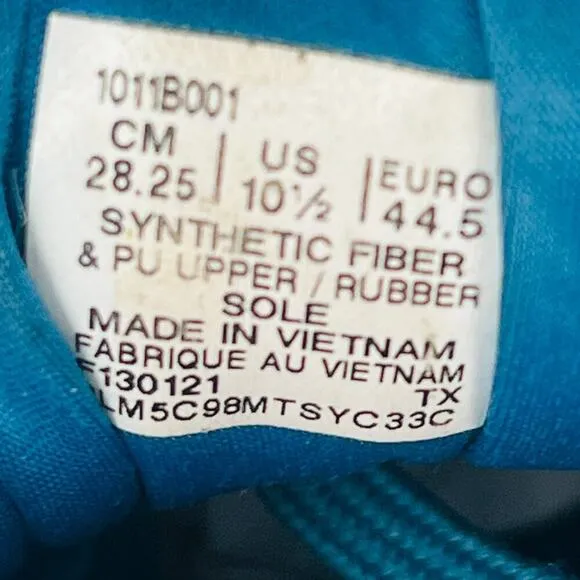 1011B001
CM | US | EURO
28.25 | 10½ | 44.5
SYNTHETIC FIBER
& PU UPPER / RUBBER
SOLE
MADE IN VIETNAM
FABRIQUE AU VIETNAM
F130121 TX
LM5C98MTSYC33C